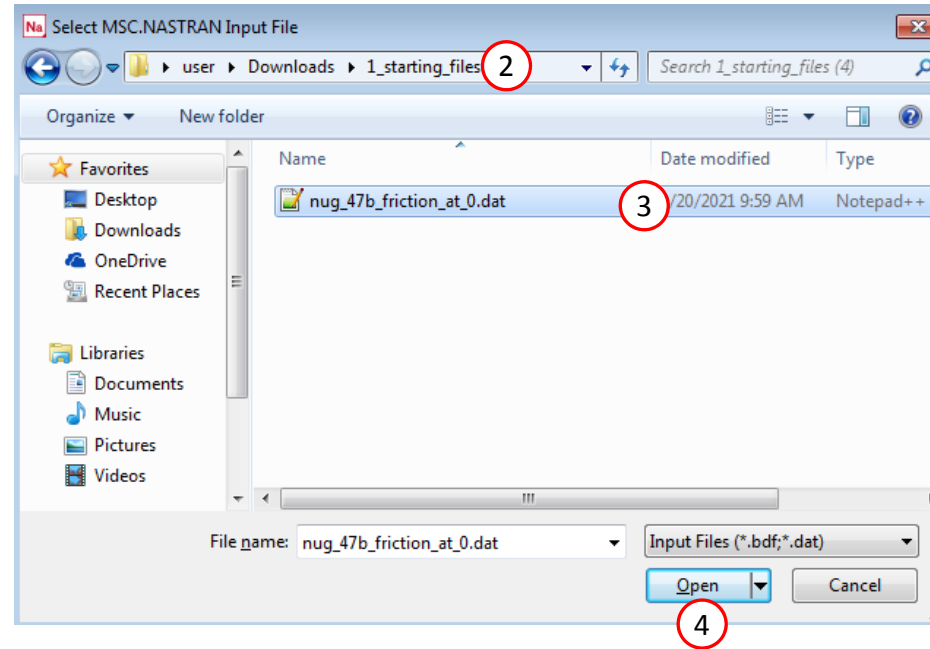 Na Select MSC.NASTRAN Input File
user Downloads 1_starting_files 2 Search 1_starting_files (4)
Organize New folder
Name Date modified Type
Favorites
Desktop
Downloads
OneDrive
Recent Places
Libraries
Documents
Music
Pictures
Videos
nug_47b_friction_at_0.dat 3 /20/2021 9:59 AM Notepad++
File name: nug_47b_friction_at_0.dat Input Files (*.bdf;*.dat)
Open Cancel
4